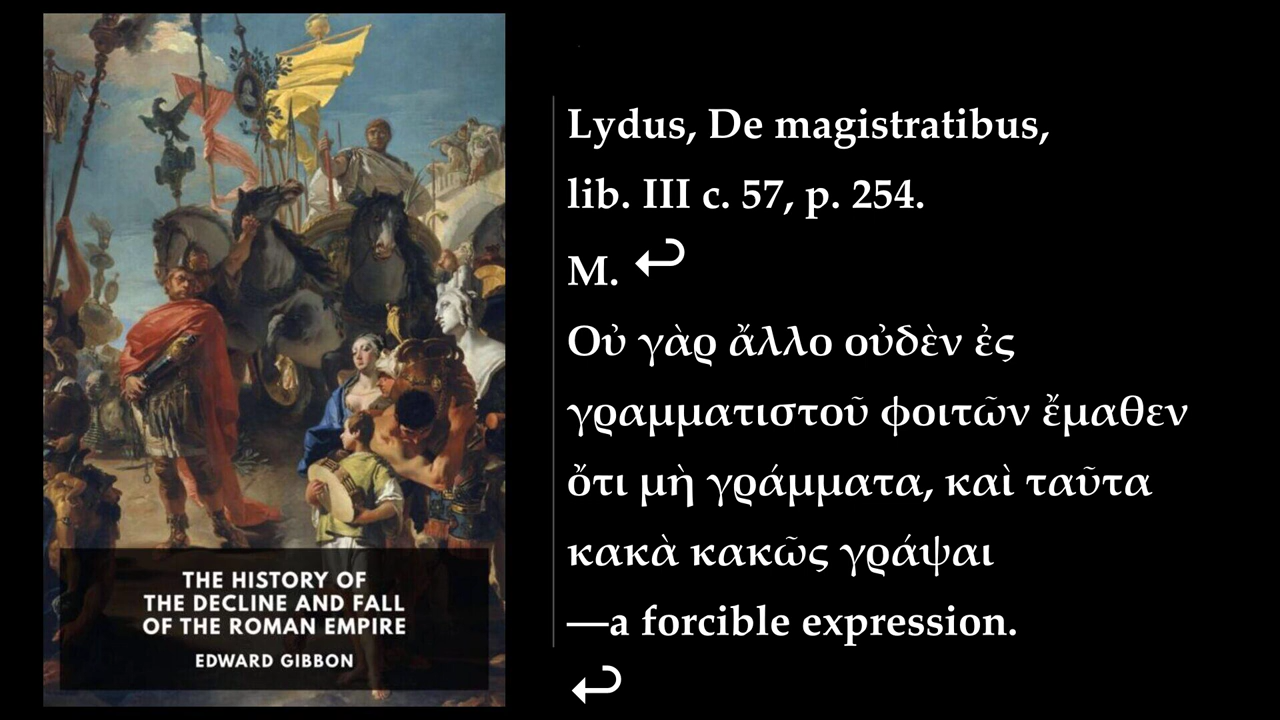 THE HISTORY OF
THE DECLINE AND FALL
OF THE ROMAN EMPIRE
EDWARD GIBBON
Lydus, De magistratibus,
lib. III c. 57, p. 254.
M. ↩
Οὐ γὰρ ἄλλο οὐδὲν ἐς
γραμματιστοῦ φοιτῶν ἔμαθεν
ὅτι μὴ γράμματα, καὶ ταῦτα
κακὰ κακῶς γράψαι
—a forcible expression.
↩